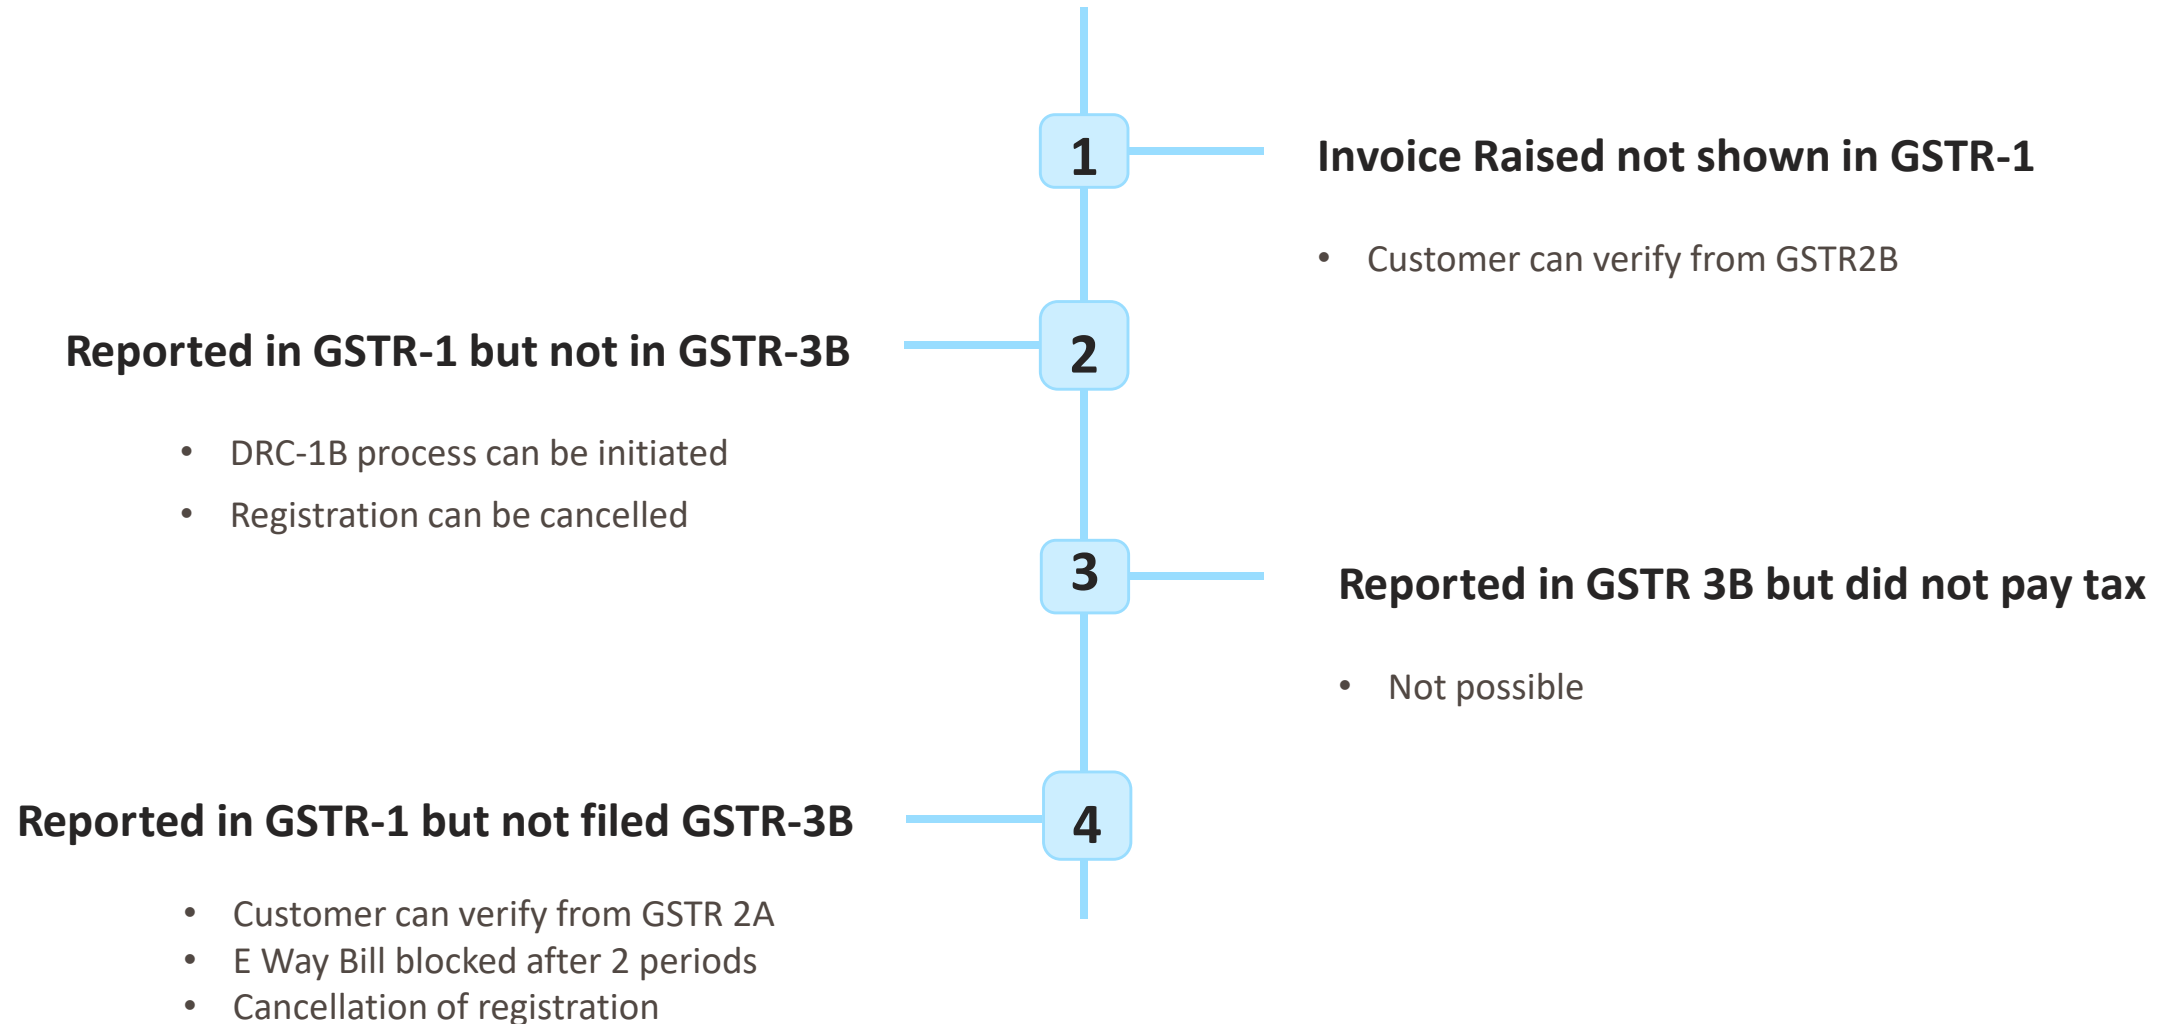 1
Invoice Raised not shown in GSTR-1
• Customer can verify from GSTR2B
2
Reported in GSTR-1 but not in GSTR-3B
• DRC-1B process can be initiated
• Registration can be cancelled
3
Reported in GSTR 3B but did not pay tax
• Not possible
4
Reported in GSTR-1 but not filed GSTR-3B
• Customer can verify from GSTR 2A
• E Way Bill blocked after 2 periods
• Cancellation of registration